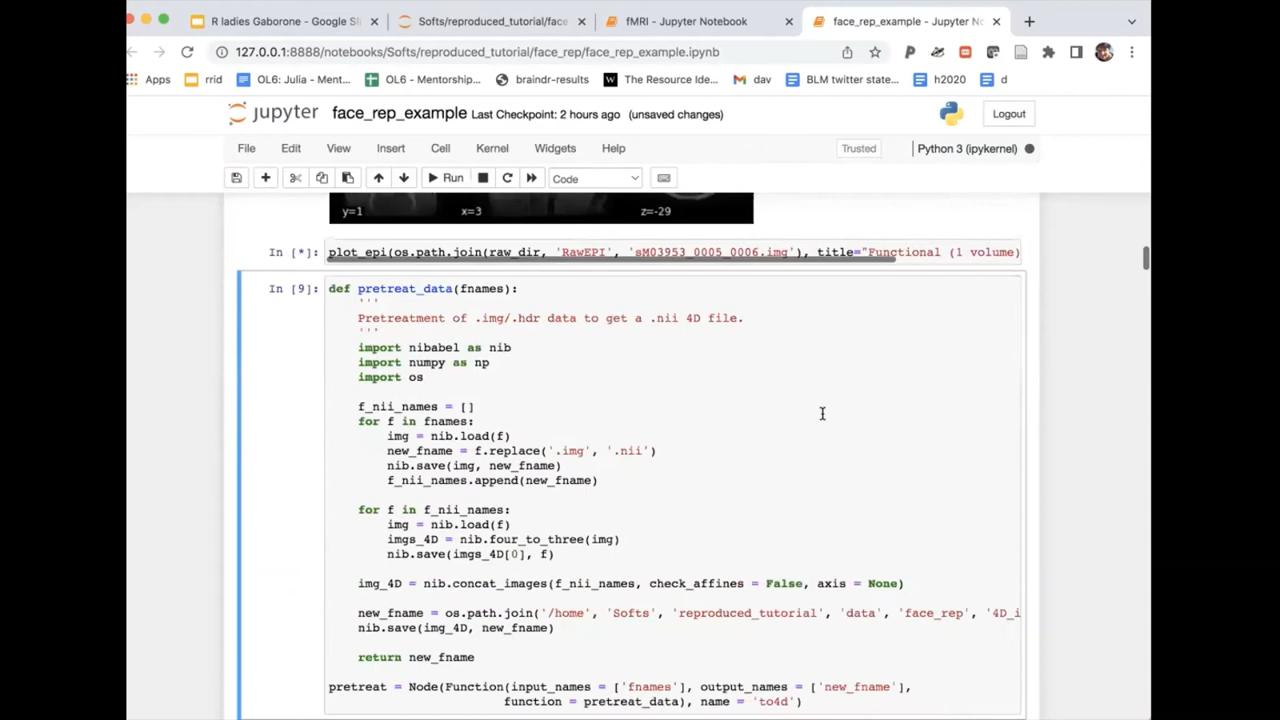 R ladies Gaborone - Google Sl
Softs/reproduced_tutorial/face
fMRI - Jupyter Notebook
face_rep_example - Jupyter No
127.0.0.1:8888/notebooks/Softs/reproduced_tutorial/face_rep/face_rep_example.ipynb
Apps rrid OL6: Julia - Ment... OL6 - Mentorship... braindr-results The Resource Ide... dav BLM twitter state... h2020 d
jupyter face_rep_example Last Checkpoint: 2 hours ago (unsaved changes) Logout
File Edit View Insert Cell Kernel Widgets Help Trusted Python 3 (ipykernel)
Run Code
y=1 x=3 z=-29
In [*]: plot_epi(os.path.join(raw_dir, 'RawEPI', 'sM03953_0005_0006.img'), title="Functional (1 volume)
In [9]: def pretreat_data(fnames):
'''
Pretreatment of .img/.hdr data to get a .nii 4D file.
'''
import nibabel as nib
import numpy as np
import os
f_nii_names = []
for f in fnames:
img = nib.load(f)
new_fname = f.replace('.img', '.nii')
nib.save(img, new_fname)
f_nii_names.append(new_fname)
for f in f_nii_names:
img = nib.load(f)
imgs_4D = nib.four_to_three(img)
nib.save(imgs_4D[0], f)
img_4D = nib.concat_images(f_nii_names, check_affines = False, axis = None)
new_fname = os.path.join('/home', 'Softs', 'reproduced_tutorial', 'data', 'face_rep', '4D_i
nib.save(img_4D, new_fname)
return new_fname
pretreat = Node(Function(input_names = ['fnames'], output_names = ['new_fname'],
function = pretreat_data), name = 'to4d')